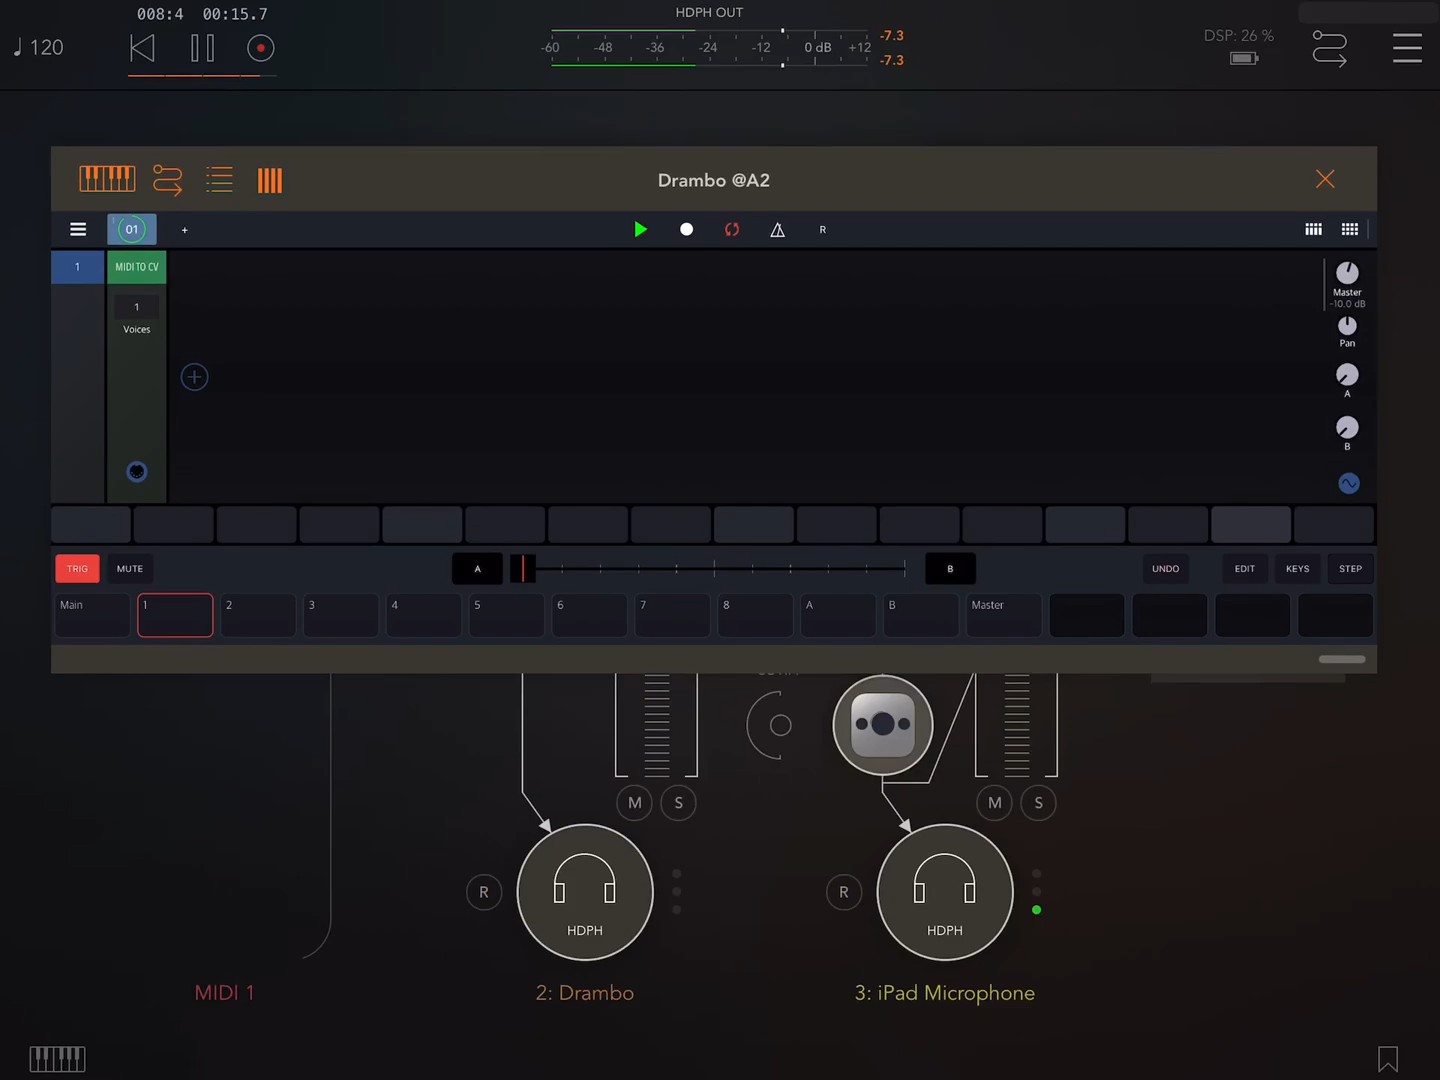 008:4 00:15.7
HDPH OUT
♩ 120
-60 -48 -36 -24 -12 0 dB +12
-7.3
-7.3
DSP: 26 %
Drambo @A2
1
01
+
R
1
MIDI TO CV
1
Voices
Master
-10.0 dB
Pan
A
B
TRIG MUTE A B UNDO EDIT KEYS STEP
Main 1 2 3 4 5 6 7 8 A B Master
M S M S
R R
HDPH HDPH
MIDI 1 2: Drambo 3: iPad Microphone